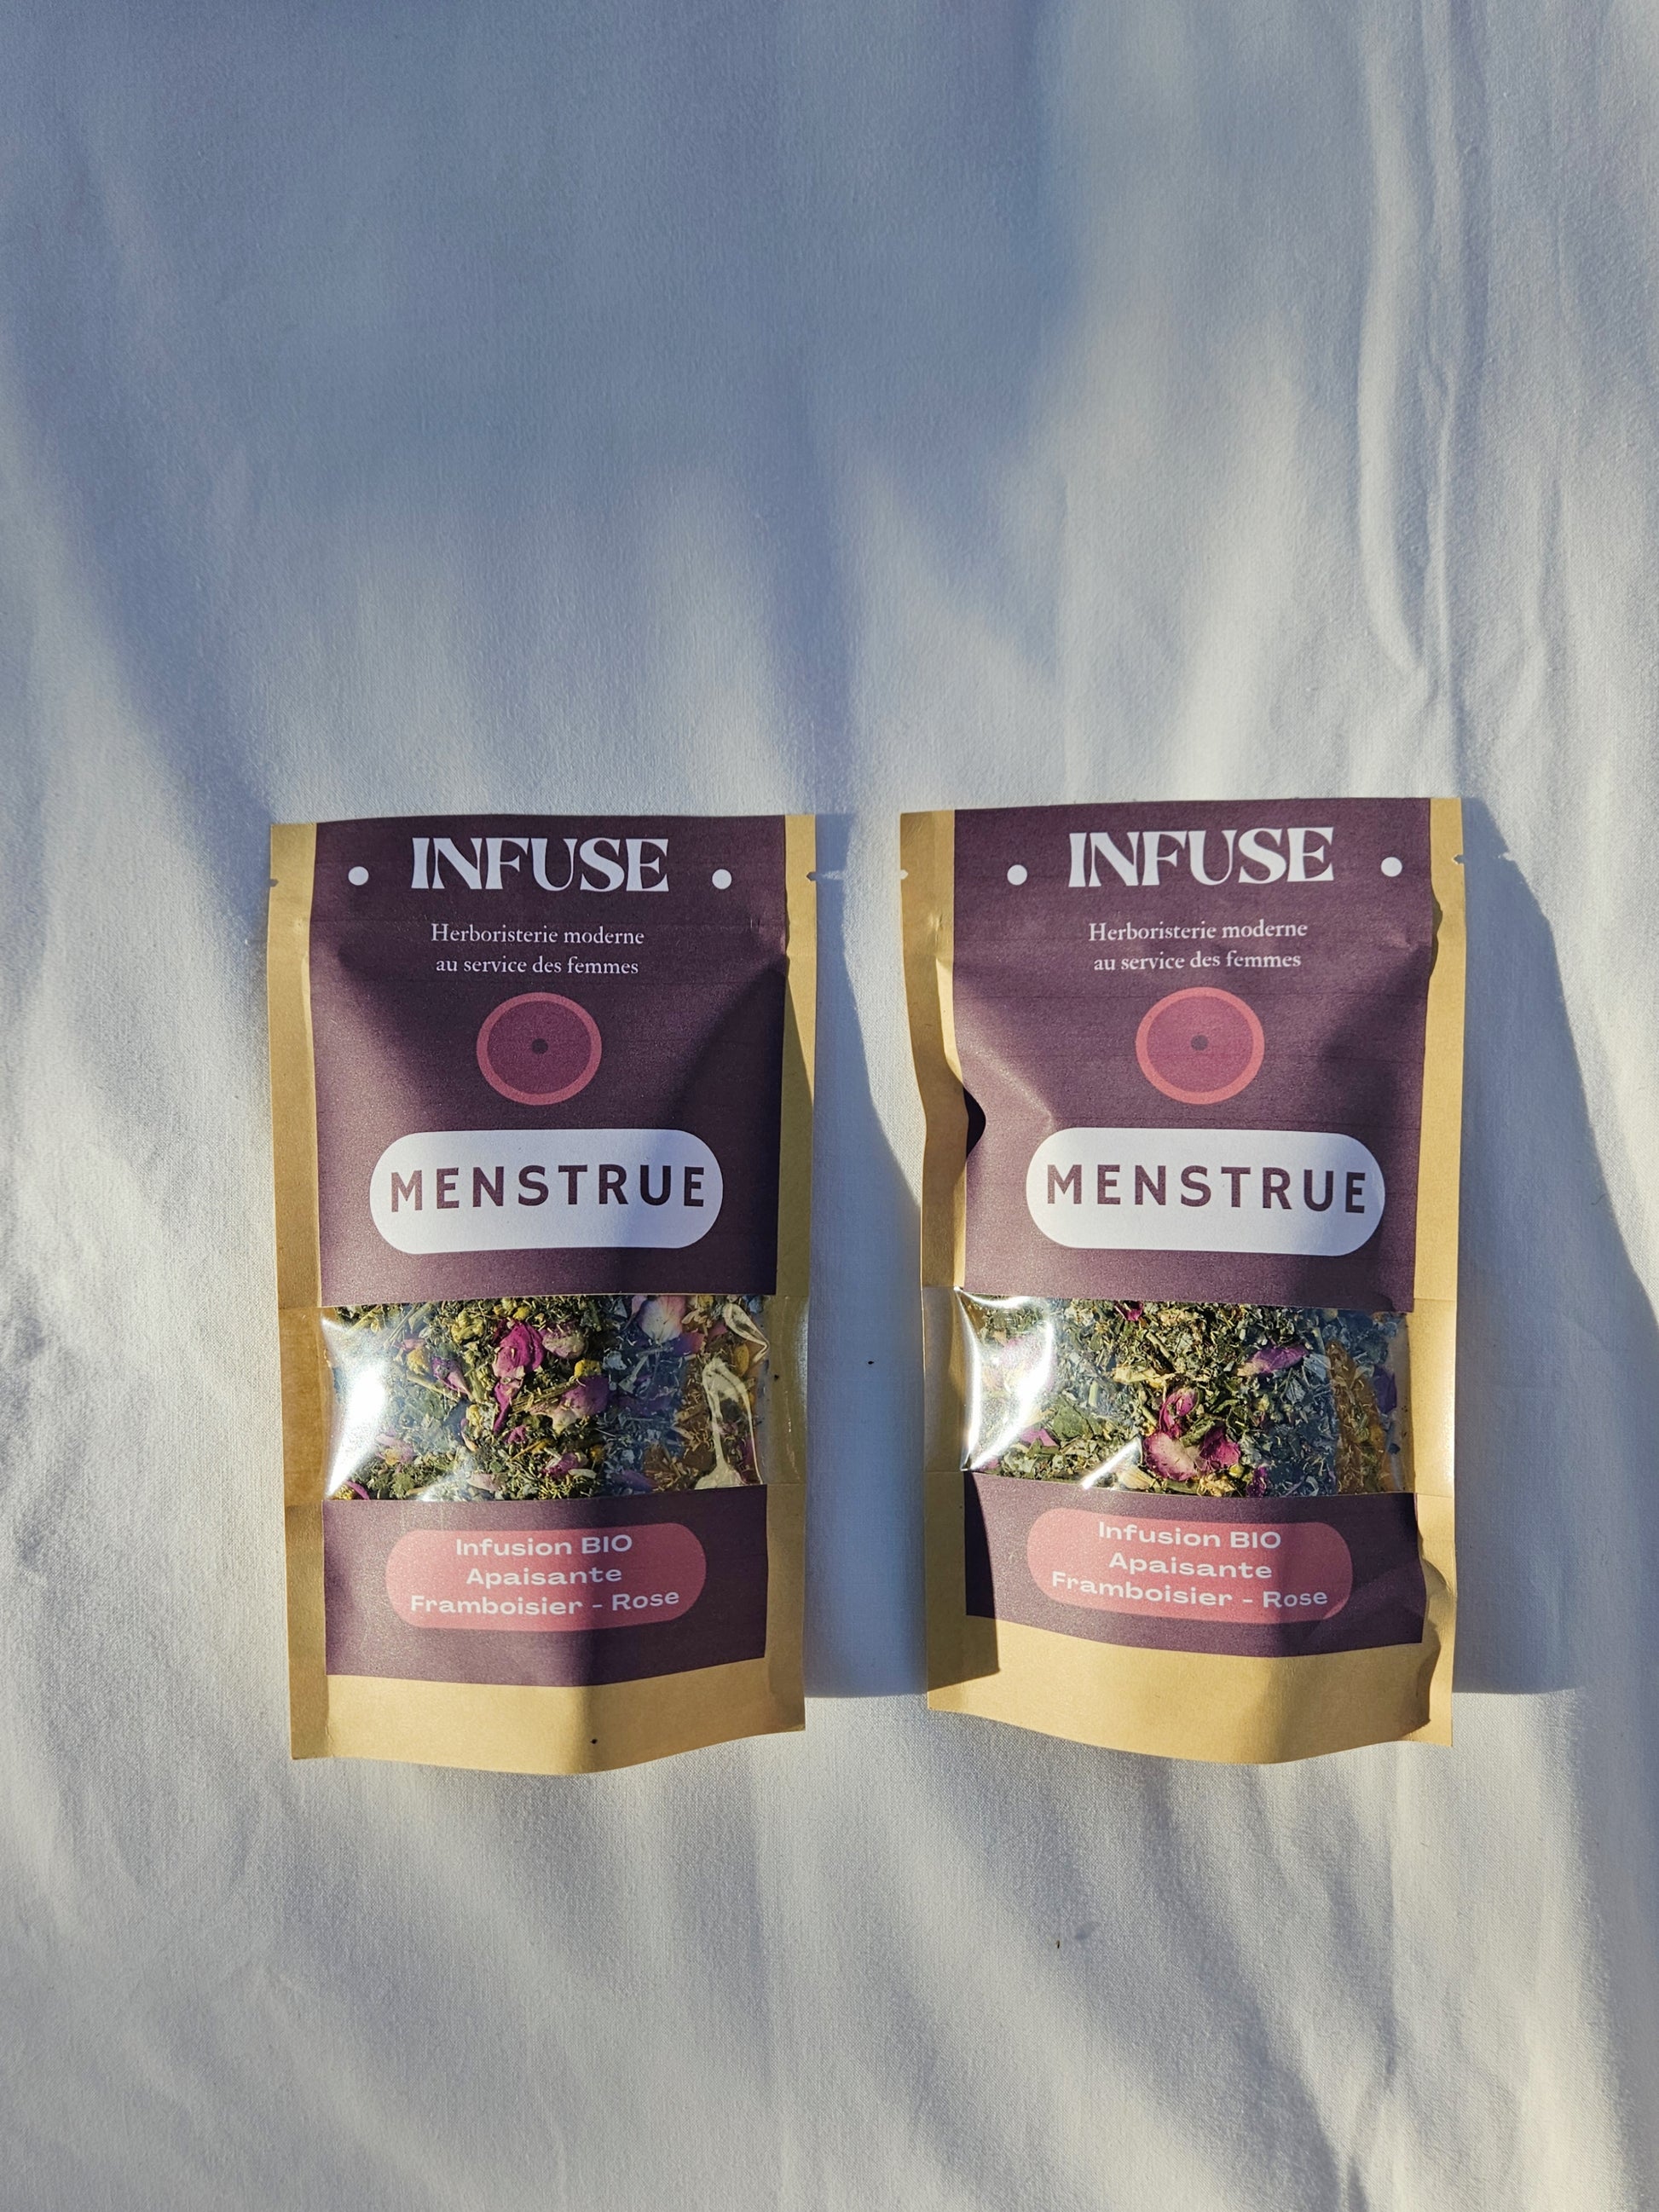 INFUSE
Herboristerie moderne
au service des femmes
MENSTRUE
Infusion BIO
Apaisante
Framboisier - Rose
INFUSE
Herboristerie moderne
au service des femmes
MENSTRUE
Infusion BIO
Apaisante
Framboisier - Rose